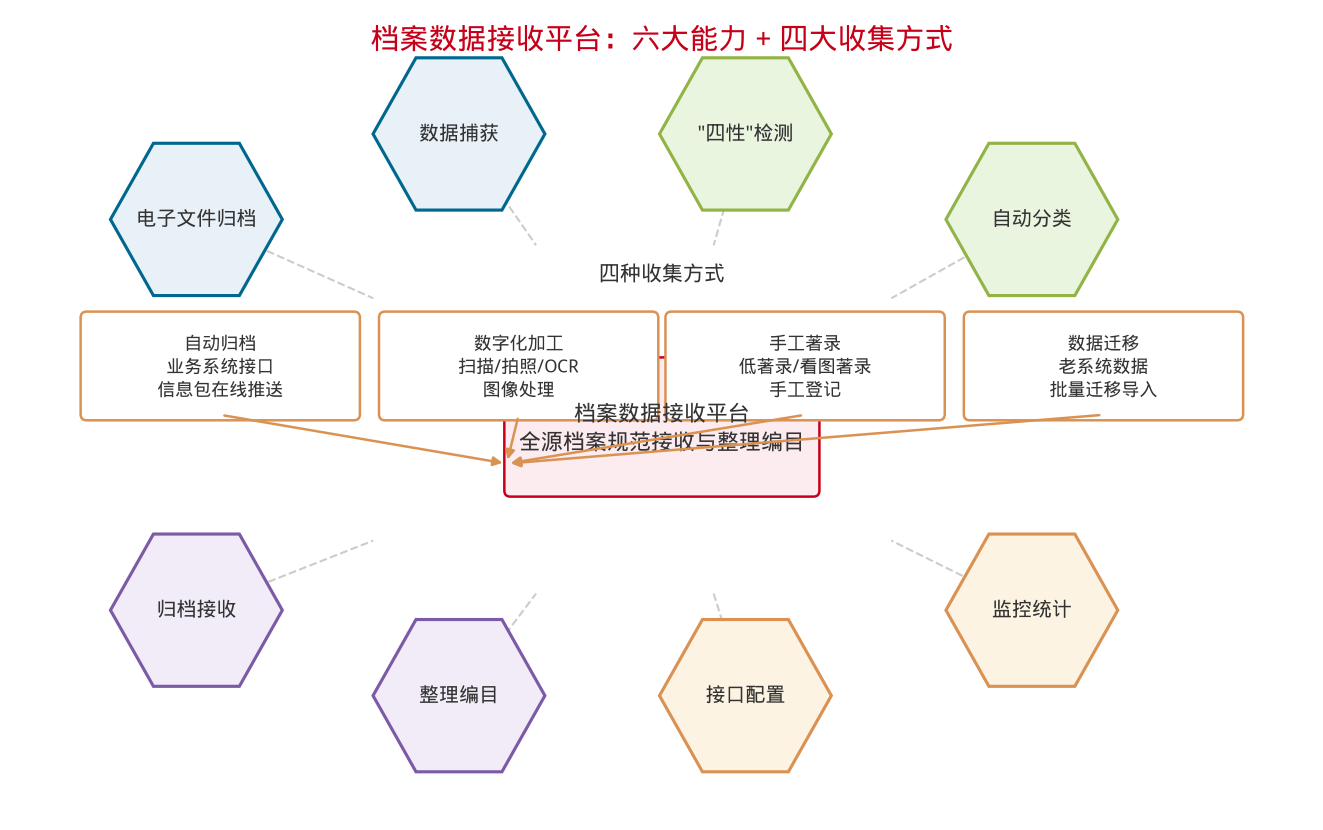 档案数据接收平台：六大能力 + 四大收集方式
数据捕获
"四性"检测
电子文件归档
自动分类
四种收集方式
自动归档
业务系统接口
信息包在线推送
数字化加工
扫描/拍照/OCR
图像处理
手工著录
低著录/看图著录
手工登记
数据迁移
老系统数据
批量迁移导入
档案数据接收平台
全源档案规范接收与整理编目
归档接收
监控统计
整理编目
接口配置